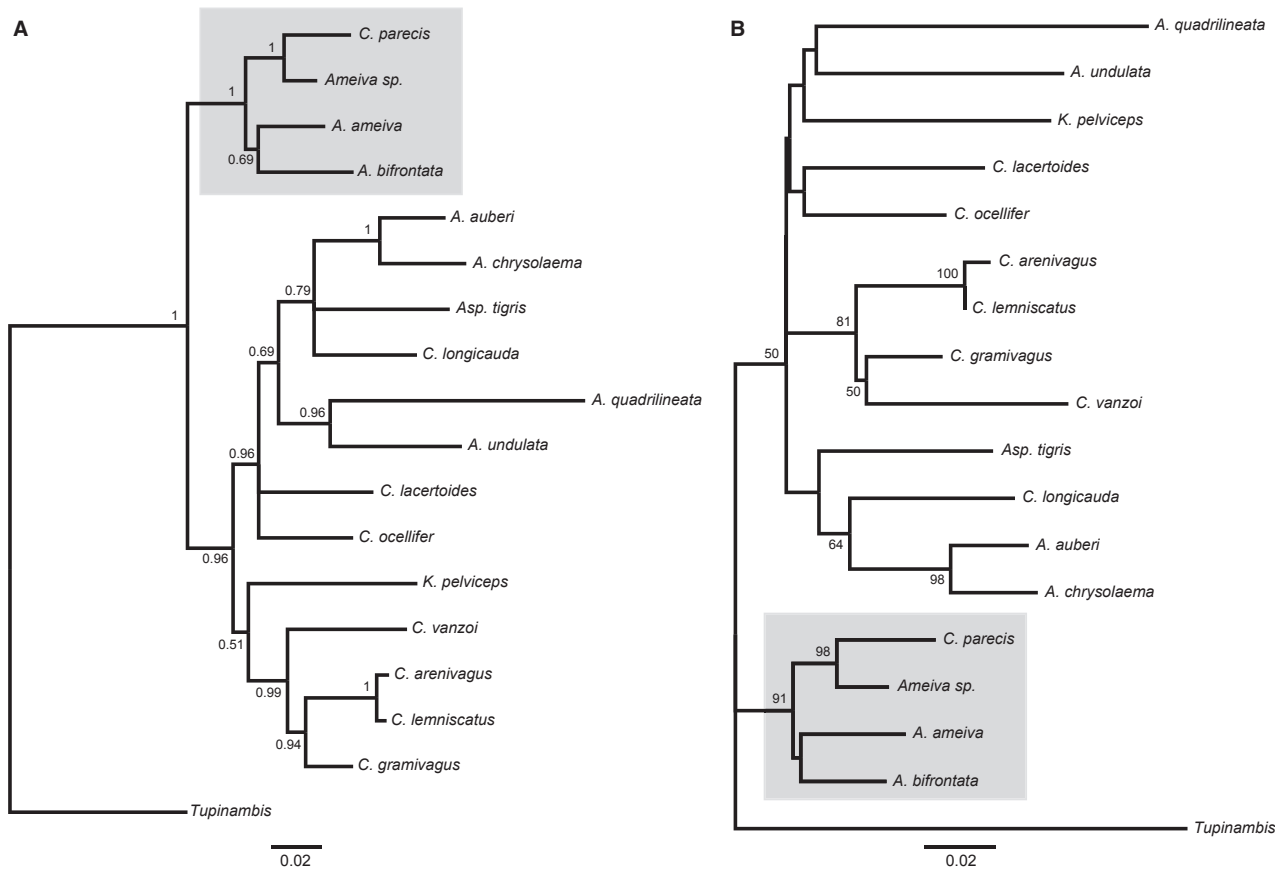 A
C. parecis
1
Ameiva sp.
1
A. ameiva
0.69
A. bifrontata
A. auberi
1
A. chrysolaema
0.79
Asp. tigris
1
C. longicauda
0.69
A. quadrilineata
0.96
A. undulata
0.96
C. lacertoides
C. ocellifer
0.96
K. pelviceps
C. vanzoi
0.51
C. arenivagus
1
0.99
C. lemniscatus
0.94
C. gramivagus
Tupinambis
0.02
B
A. quadrilineata
A. undulata
K. pelviceps
C. lacertoides
C. ocellifer
C. arenivagus
100
C. lemniscatus
81
50
C. gramivagus
50
C. vanzoi
Asp. tigris
C. longicauda
64
A. auberi
98
A. chrysolaema
C. parecis
98
Ameiva sp.
91
A. ameiva
A. bifrontata
Tupinambis
0.02